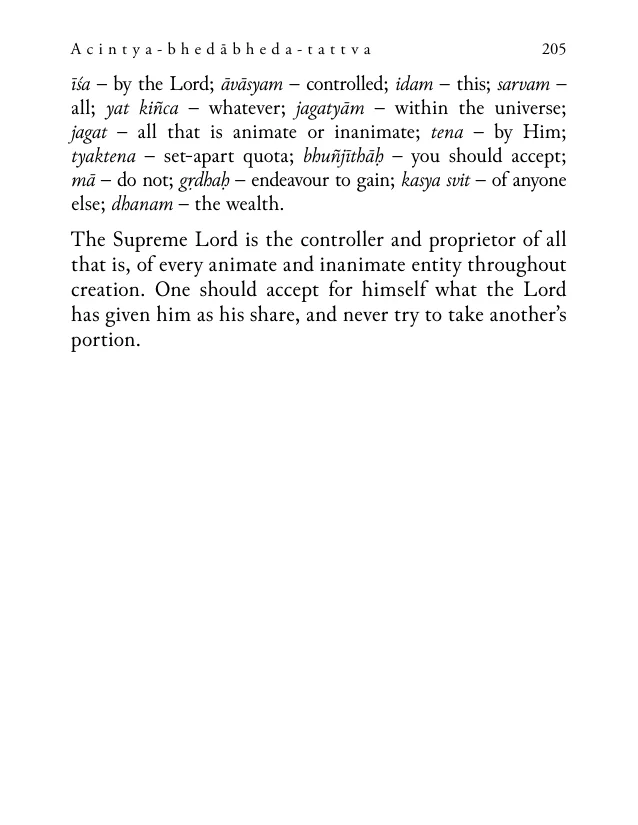 Acintya-bhedābheda-tattva 205
īśa – by the Lord; āvāsyam – controlled; idam – this; sarvam –
all; yat kiñca – whatever; jagatyām – within the universe;
jagat – all that is animate or inanimate; tena – by Him;
tyaktena – set-apart quota; bhuñjīthāḥ – you should accept;
mā – do not; gṛdhaḥ – endeavour to gain; kasya svit – of anyone
else; dhanam – the wealth.
The Supreme Lord is the controller and proprietor of all
that is, of every animate and inanimate entity throughout
creation. One should accept for himself what the Lord
has given him as his share, and never try to take another’s
portion.